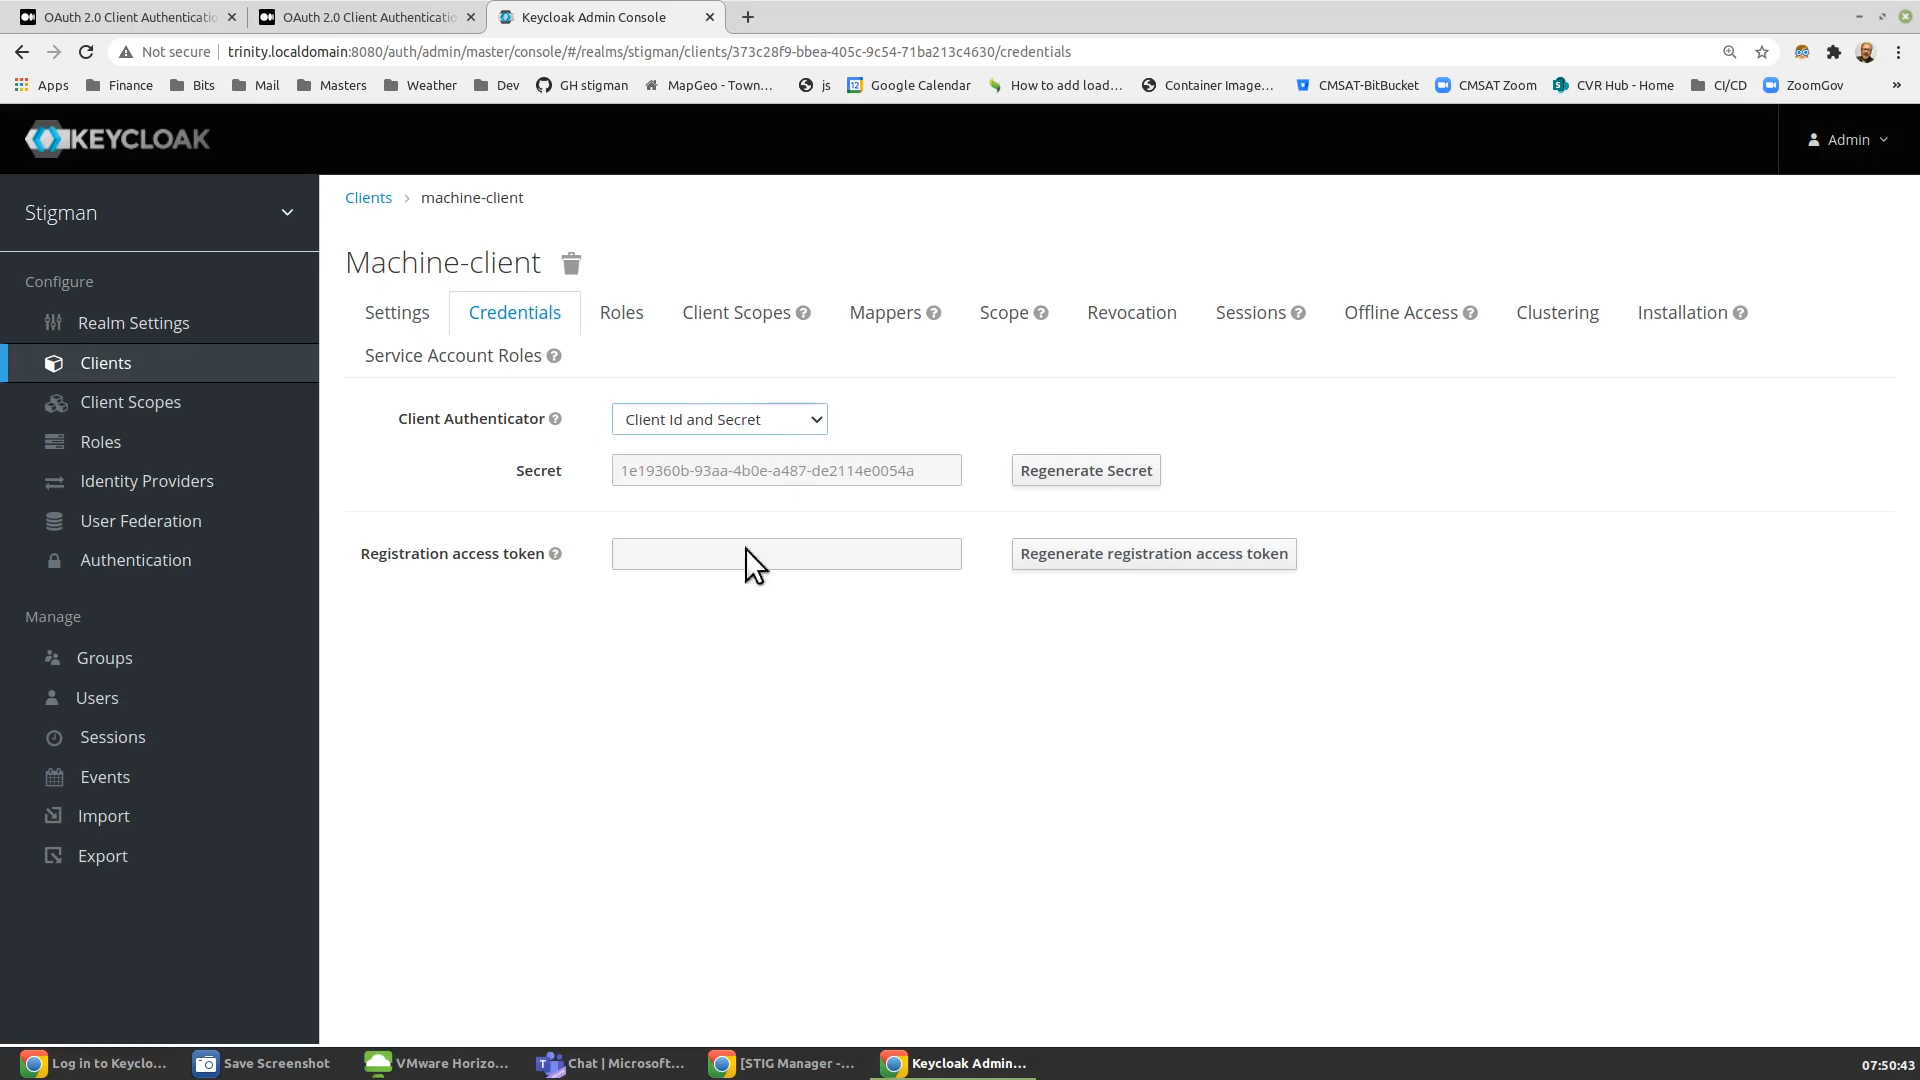 OAuth 2.0 Client Authenticatio
OAuth 2.0 Client Authenticatio
Keycloak Admin Console
Not secure
trinity.localdomain:8080/auth/admin/master/console/#/realms/stigman/clients/373c28f9-bbea-405c-9c54-71ba213c4630/credentials
Apps Finance Bits Mail Masters Weather Dev GH stigman MapGeo - Town... js Google Calendar How to add load... Container Image... CMSAT-BitBucket CMSAT Zoom CVR Hub - Home CI/CD ZoomGov »
KEYCLOAK
Admin
Stigman
Configure
Realm Settings
Clients
Client Scopes
Roles
Identity Providers
User Federation
Authentication
Manage
Groups
Users
Sessions
Events
Import
Export
Clients › machine-client
Machine-client
Settings Credentials Roles Client Scopes Mappers Scope Revocation Sessions Offline Access Clustering Installation
Service Account Roles
Client Authenticator Client Id and Secret
Secret 1e19360b-93aa-4b0e-a487-de2114e0054a Regenerate Secret
Registration access token Regenerate registration access token
Log in to Keyclo... Save Screenshot VMware Horizo... Chat | Microsoft... [STIG Manager -... Keycloak Admin... 07:50:43